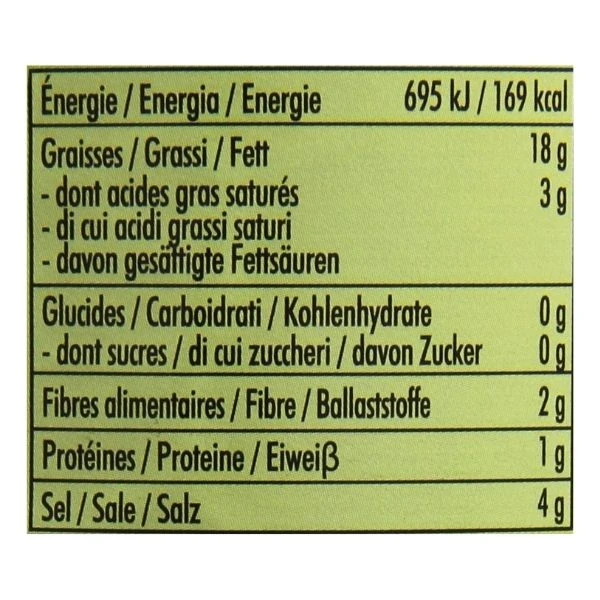 Énergie / Energia / Energie 695 kJ / 169 kcal
Graisses / Grassi / Fett 18 g
- dont acides gras saturés 3 g
- di cui acidi grassi saturi
- davon gesättigte Fettsäuren
Glucides / Carboidrati / Kohlenhydrate 0 g
- dont sucres / di cui zuccheri / davon Zucker 0 g
Fibres alimentaires / Fibre / Ballaststoffe 2 g
Protéines / Proteine / Eiweiβ 1 g
Sel / Sale / Salz 4 g